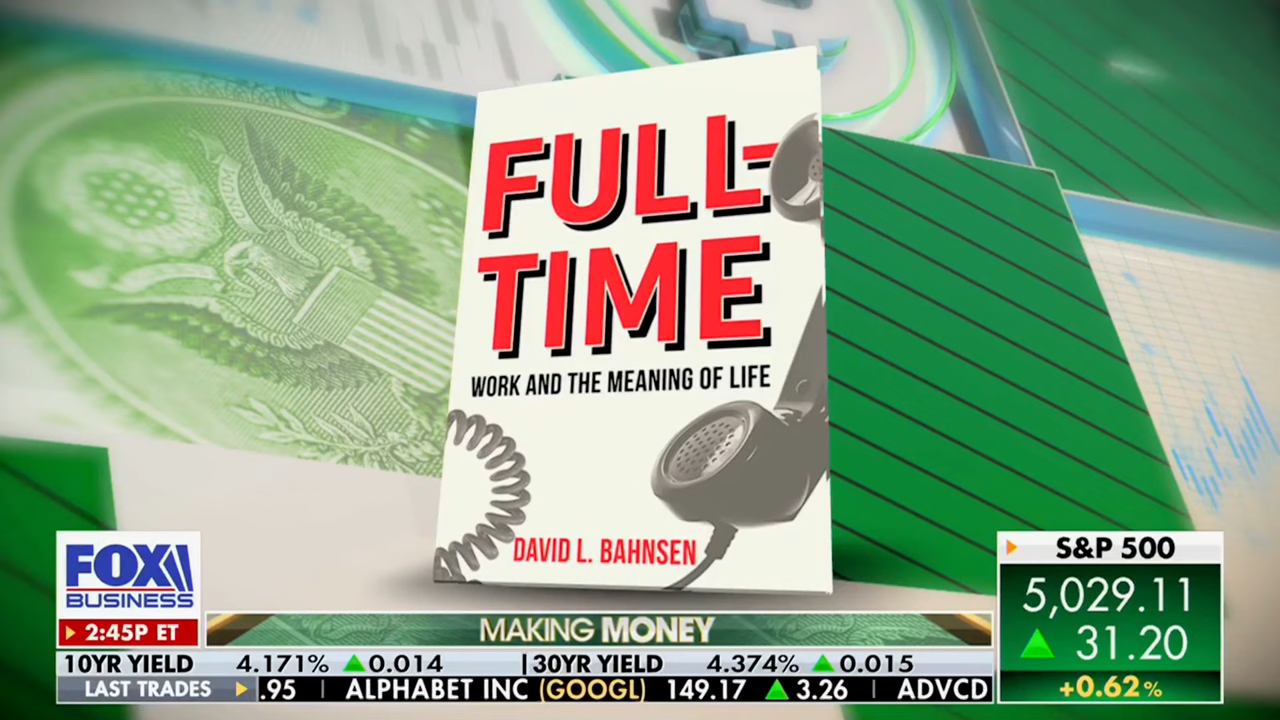 FULL-
TIME
WORK AND THE MEANING OF LIFE
DAVID L. BAHNSEN
UNUM
FOX
BUSINESS
2:45P ET
MAKING MONEY
S&P 500
5,029.11
31.20
+0.62%
10YR YIELD 4.171% ▲0.014 | 30YR YIELD 4.374% ▲0.015
LAST TRADES .95 | ALPHABET INC (GOOGL) 149.17 ▲ 3.26 | ADVCD